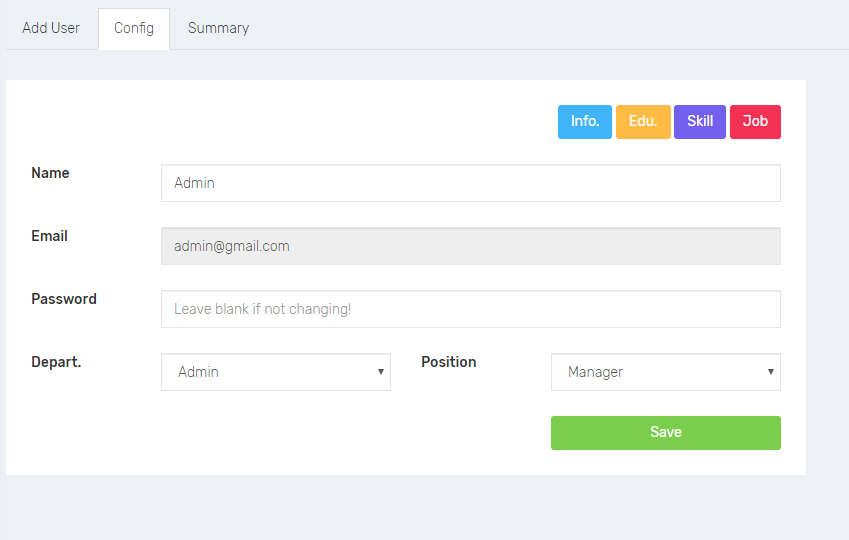 Add User Config Summary
Info. Edu. Skill Job
Name Admin
Email admin@gmail.com
Password Leave blank if not changing!
Depart. Admin Position Manager
Save